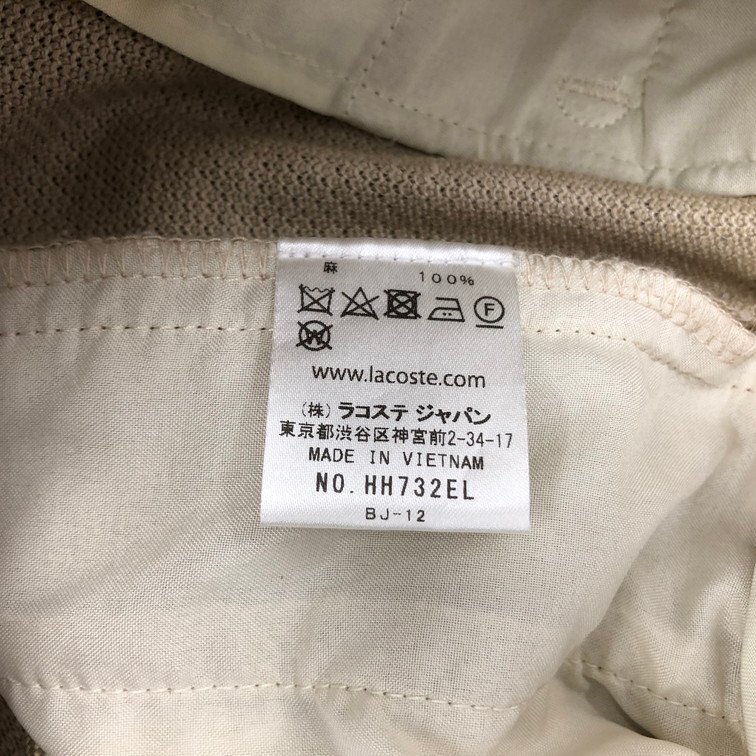 麻 100%
F
W
www.lacoste.com
(株) ラコステ ジャパン
東京都渋谷区神宮前2-34-17
MADE IN VIETNAM
NO. HH732EL
BJ-12